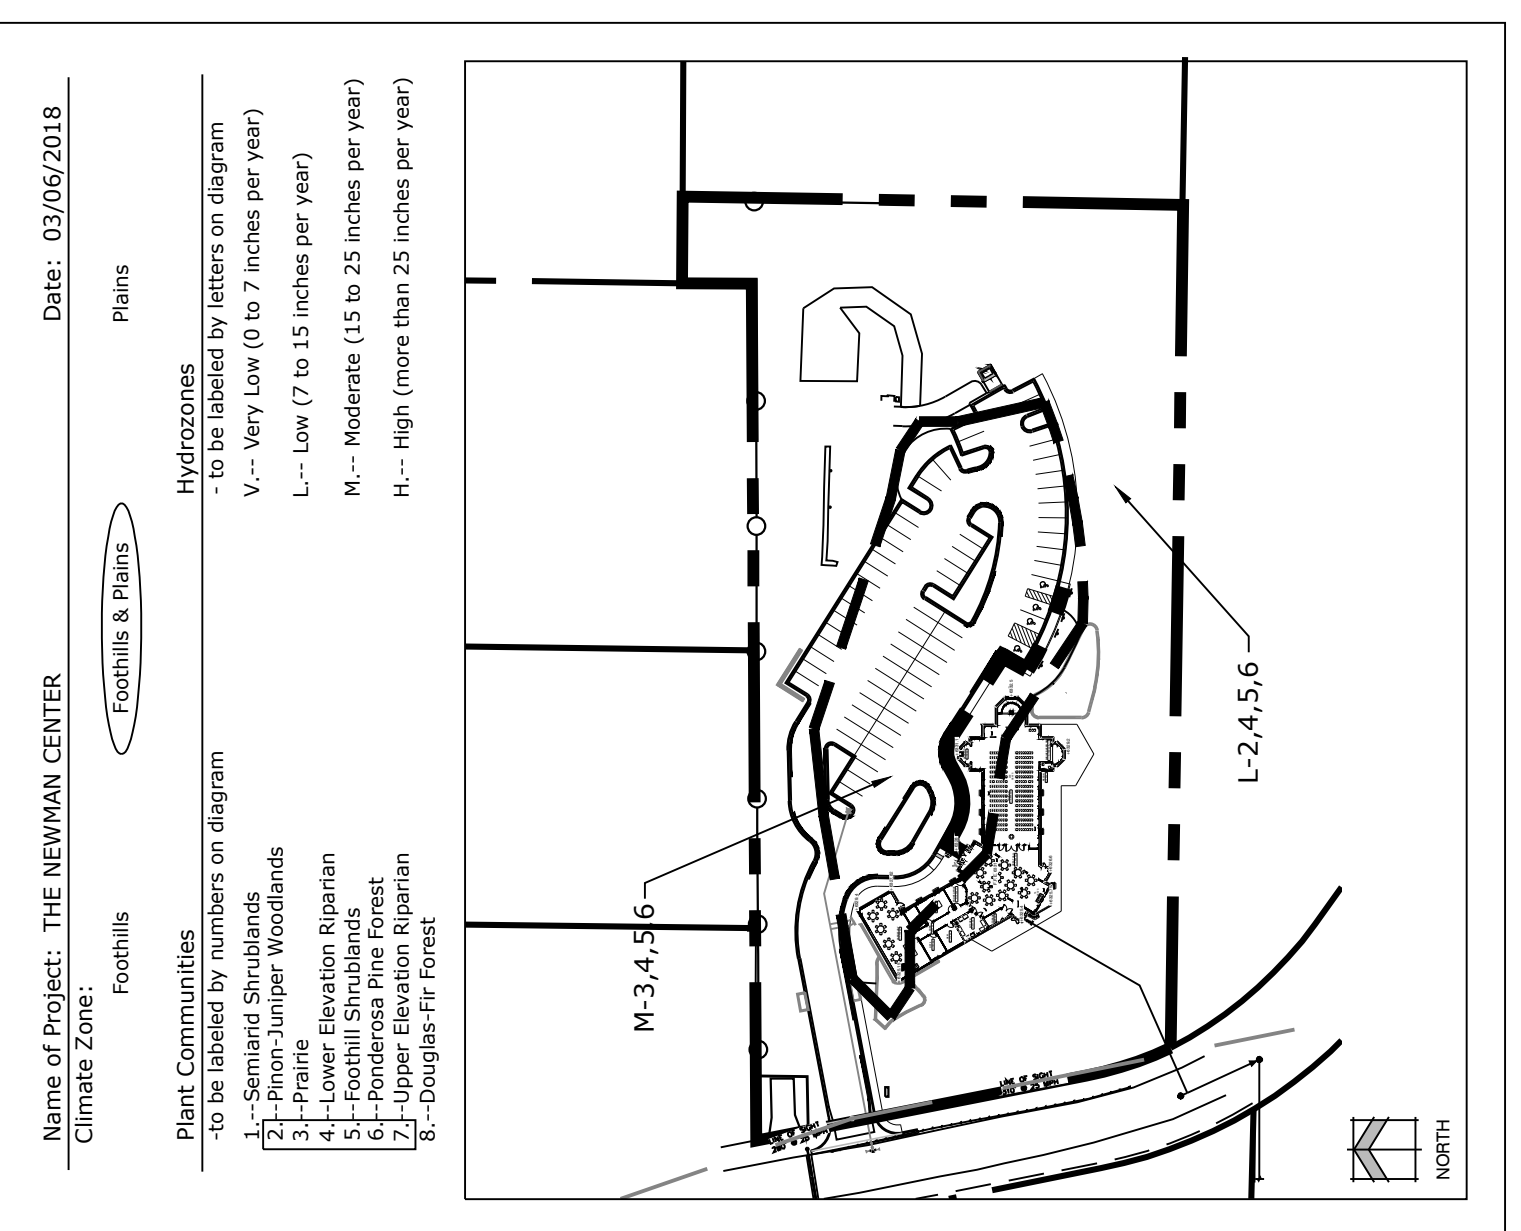 Name of Project: THE NEWMAN CENTER Date: 03/06/2018
Climate Zone:
Foothills Foothills & Plains Plains
Plant Communities
-to be labeled by numbers on diagram
1.--Semiarid Shrublands
2.--Pinon-Juniper Woodlands
3.--Prairie
4.--Lower Elevation Riparian
5.--Foothill Shrublands
6.--Ponderosa Pine Forest
7.--Upper Elevation Riparian
8.--Douglas-Fir Forest
Hydrozones
- to be labeled by letters on diagram
V.-- Very Low (0 to 7 inches per year)
L.-- Low (7 to 15 inches per year)
M.-- Moderate (15 to 25 inches per year)
H.-- High (more than 25 inches per year)
M-3,4,5,6
L-2,4,5,6
LINE OF SIGHT
LINE OF SIGHT
NORTH